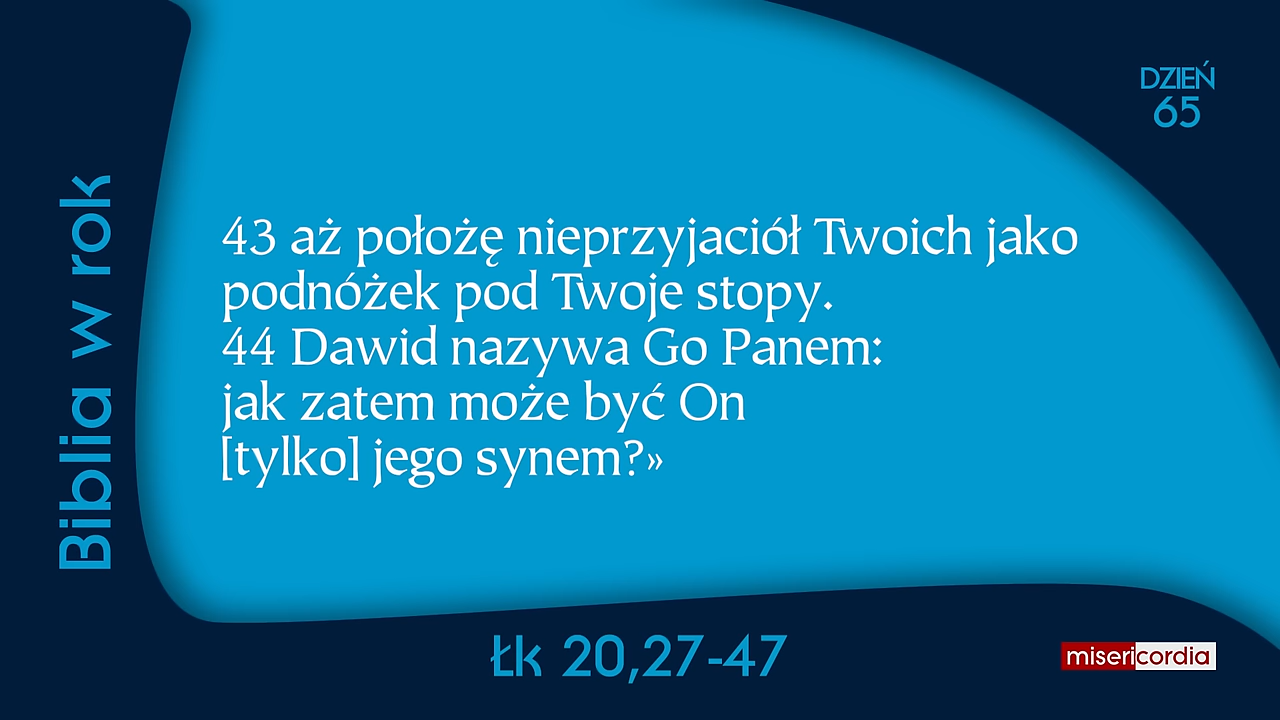 DZIEŃ
65
Biblia w rok
43 aż położę nieprzyjaciół Twoich jako
podnóżek pod Twoje stopy.
44 Dawid nazywa Go Panem:
jak zatem może być On
[tylko] jego synem?»
Łk 20,27-47
misericordia